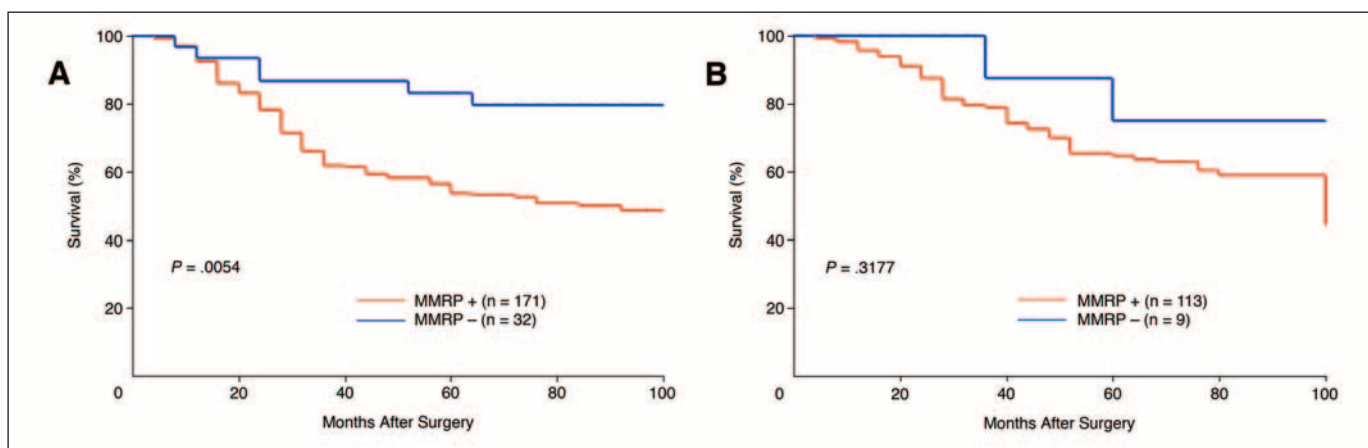 A
100
80
60
40
20
0
Survival (%)
P = .0054
MMRP + (n = 171)
MMRP – (n = 32)
20 40 60 80 100
Months After Surgery
B
100
80
60
40
20
0
Survival (%)
P = .3177
MMRP + (n = 113)
MMRP – (n = 9)
20 40 60 80 100
Months After Surgery